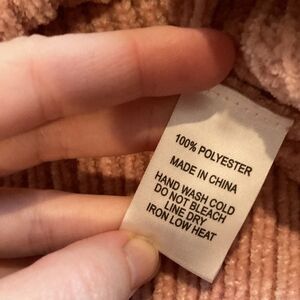 100% POLYESTER
MADE IN CHINA
HAND WASH COLD
DO NOT BLEACH
LINE DRY
IRON LOW HEAT